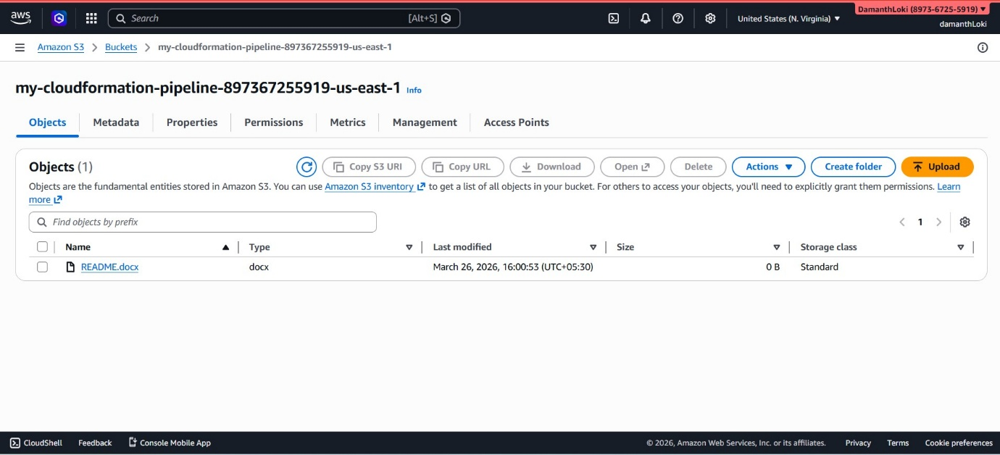 aws
Search [Alt+S]
United States (N. Virginia)
DamanthLoki (8973-6725-5919)
damanthLoki
Amazon S3 > Buckets > my-cloudformation-pipeline-897367255919-us-east-1
my-cloudformation-pipeline-897367255919-us-east-1 Info
Objects Metadata Properties Permissions Metrics Management Access Points
Objects (1) Copy S3 URI Copy URL Download Open Delete Actions Create folder Upload
Objects are the fundamental entities stored in Amazon S3. You can use Amazon S3 inventory to get a list of all objects in your bucket. For others to access your objects, you'll need to explicitly grant them permissions. Learn
more
Find objects by prefix 1
Name Type Last modified Size Storage class
README.docx docx March 26, 2026, 16:00:53 (UTC+05:30) 0 B Standard
CloudShell Feedback Console Mobile App © 2026, Amazon Web Services, Inc. or its affiliates. Privacy Terms Cookie preferences